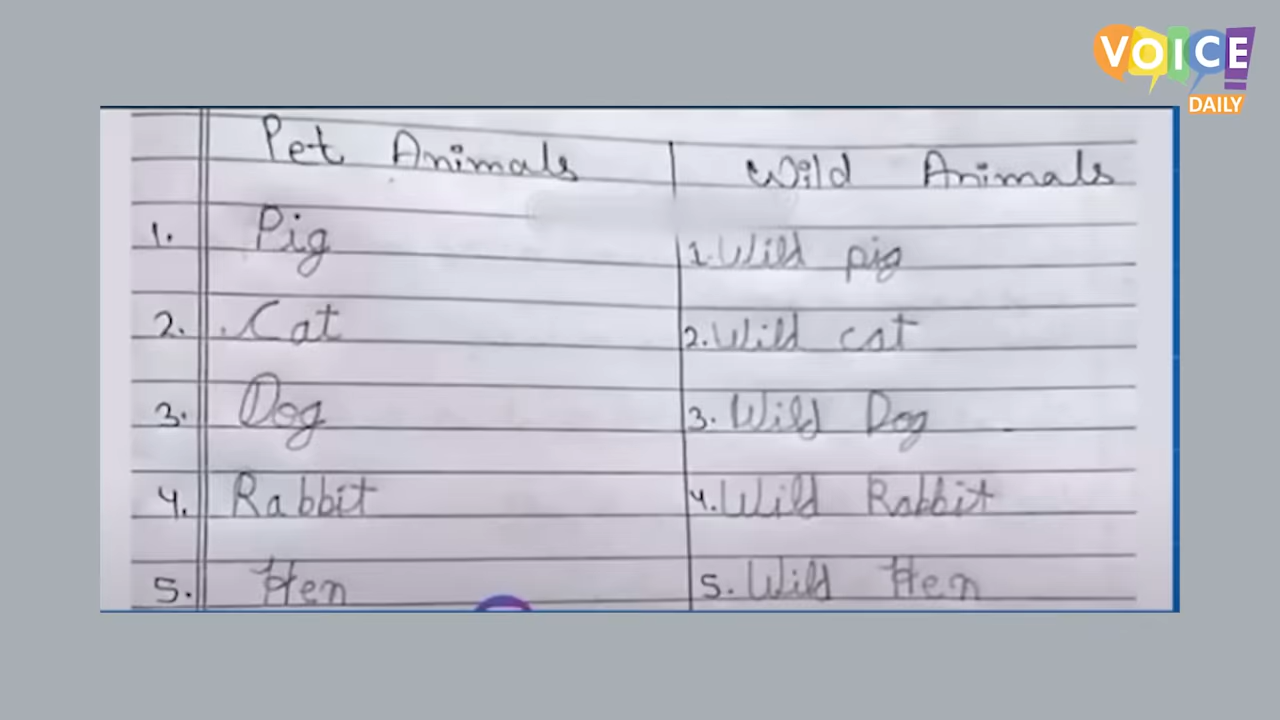 VOICE
DAILY
Pet Animals Wild Animals
1. Pig 1. Wild pig
2. Cat 2. Wild cat
3. Dog 3. Wild Dog
4. Rabbit 4. Wild Rabbit
5. Hen 5. Wild Hen